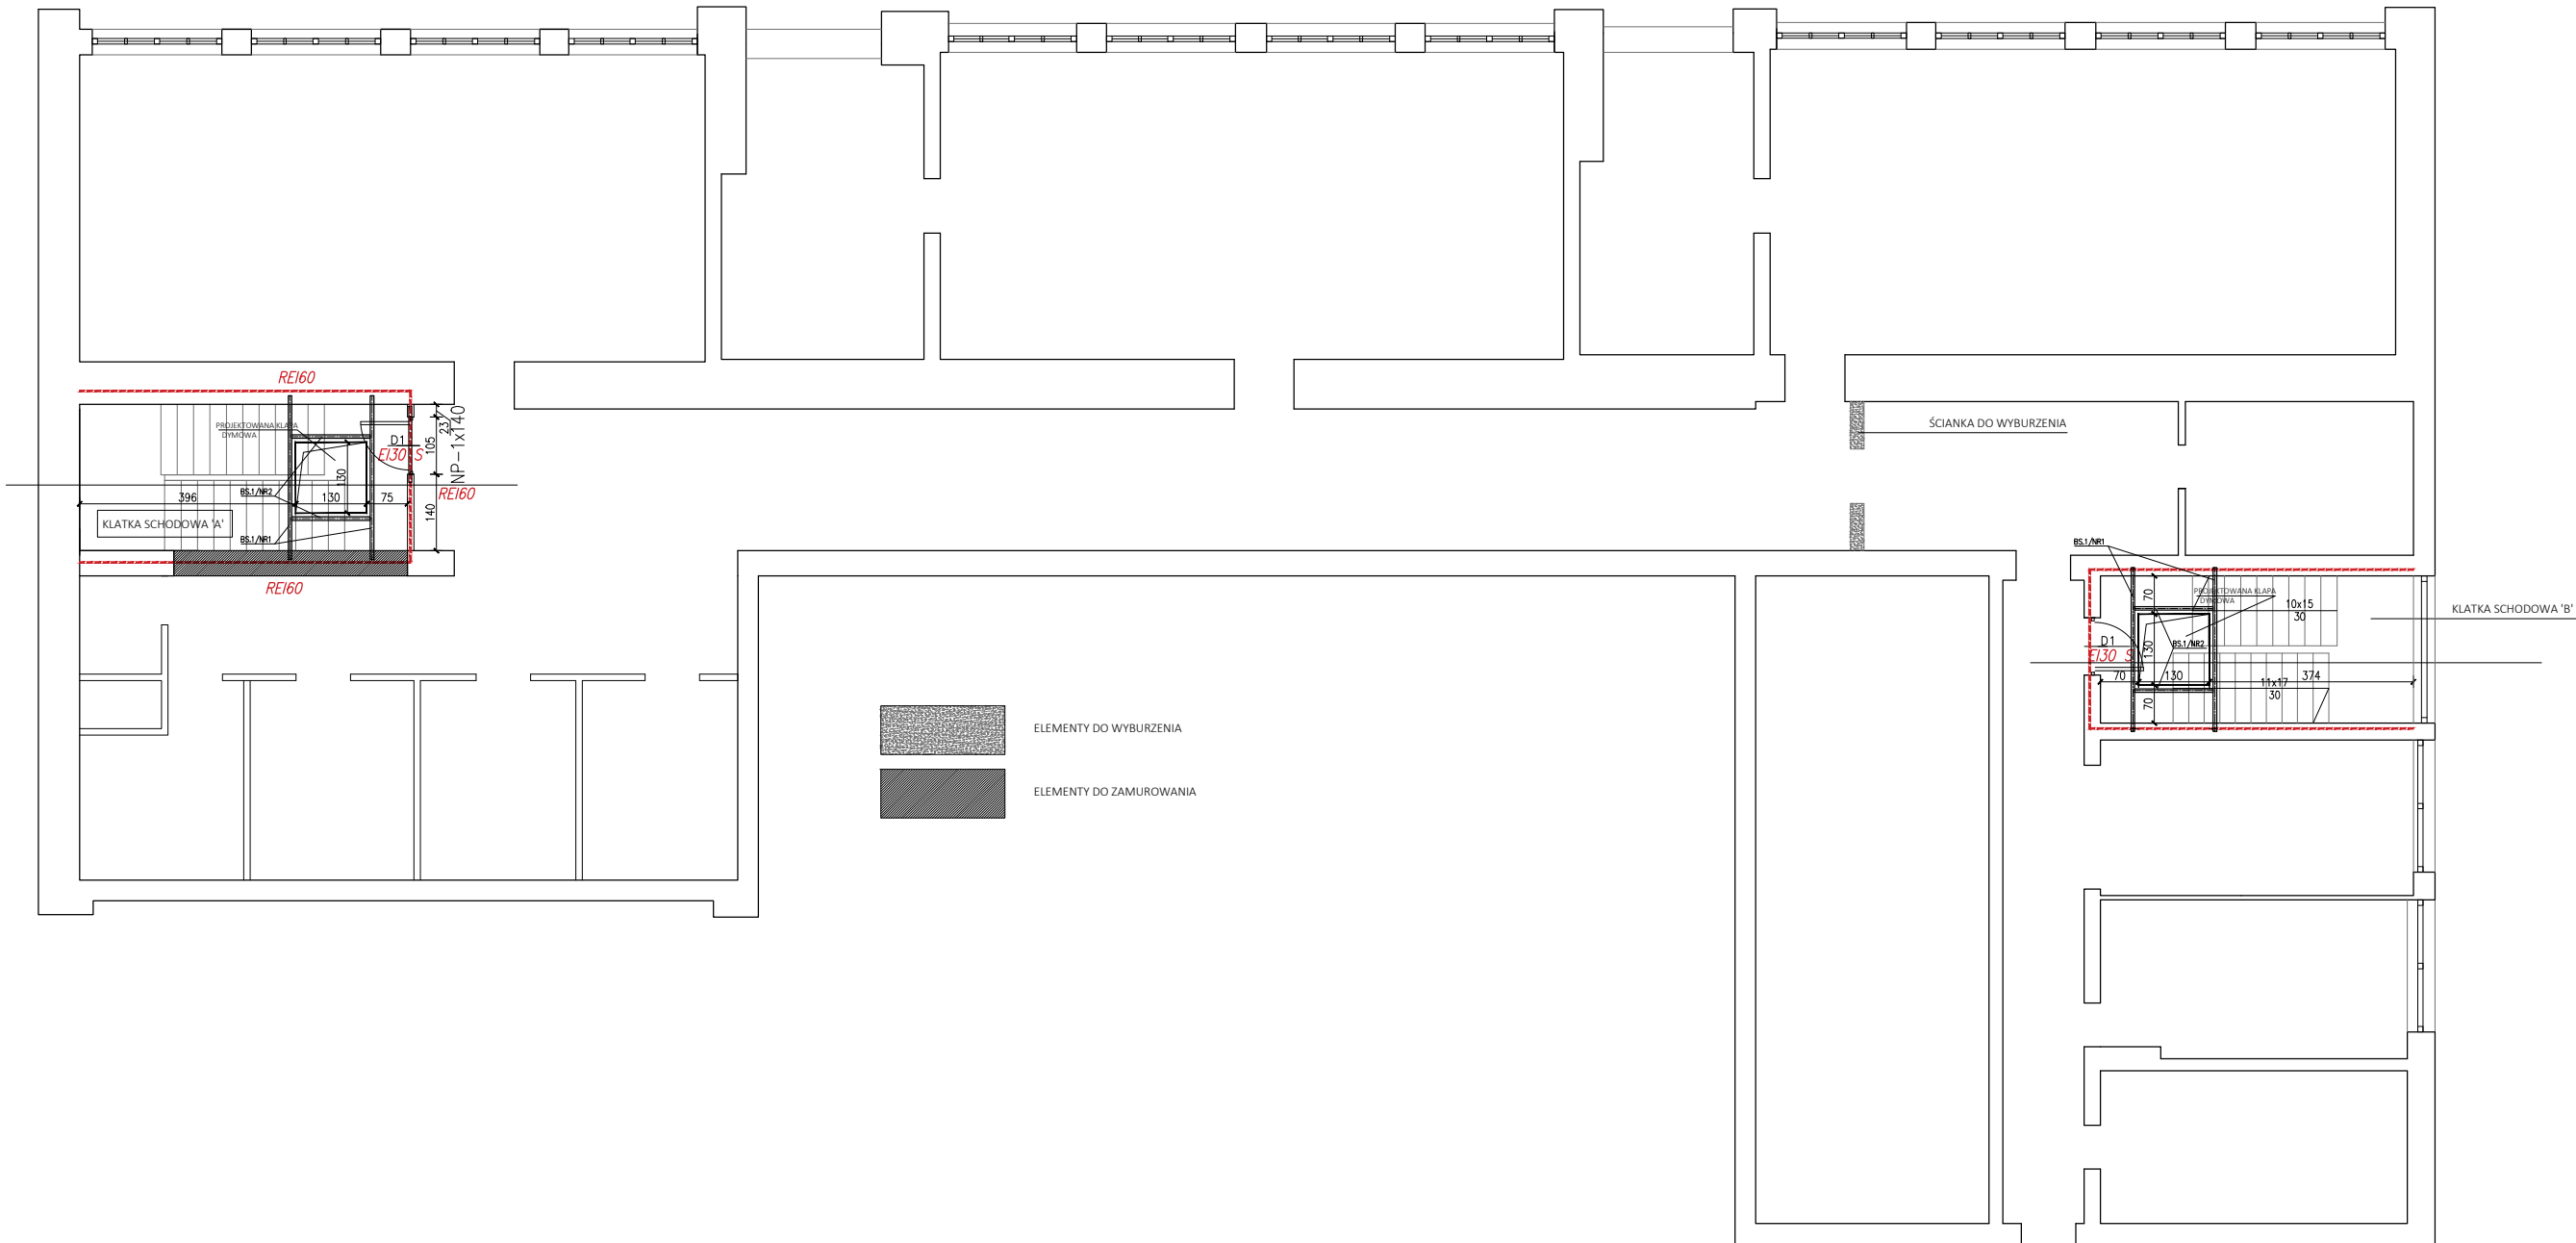 REI60
PROJEKTOWANA KLAPA
DYMOWA
D1
EI30 S
23
105
NP-1x140
130
REI60
BS.1/NR2
396
130
75
140
KLATKA SCHODOWA 'A'
BS.1/NR1
REI60
ŚCIANKA DO WYBURZENIA
BS.1/NR1
70
PROJEKTOWANA KLAPA
DYMOWA
10x15
30
KLATKA SCHODOWA 'B'
D1
EI30 S
130
BS.1/NR2
70
130
374
11x17
30
70
ELEMENTY DO WYBURZENIA
ELEMENTY DO ZAMUROWANIA